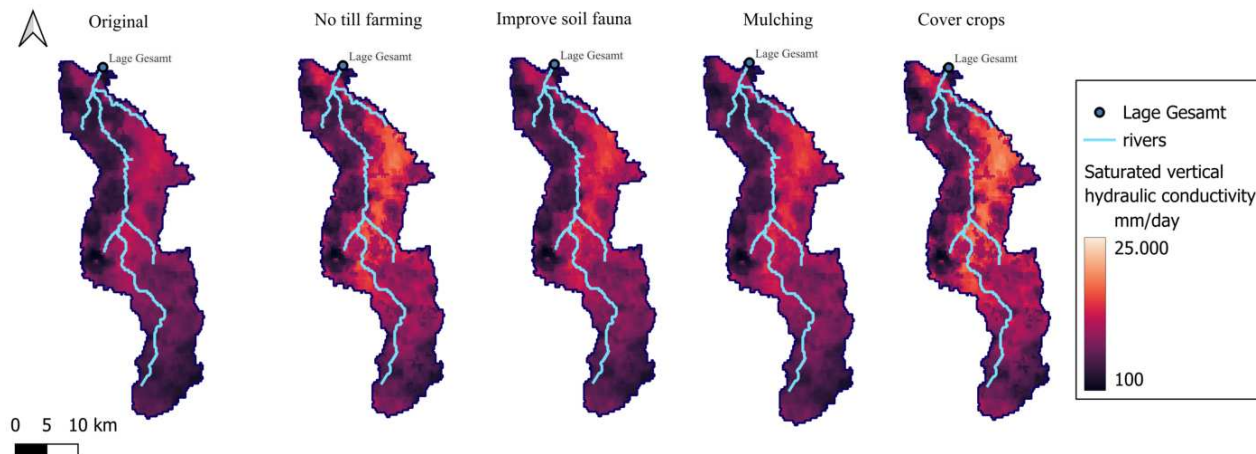 Original
No till farming
Improve soil fauna
Mulching
Cover crops
Lage Gesamt
Lage Gesamt
Lage Gesamt
Lage Gesamt
Lage Gesamt
Lage Gesamt
rivers
Saturated vertical
hydraulic conductivity
mm/day
25.000
100
0 5 10 km